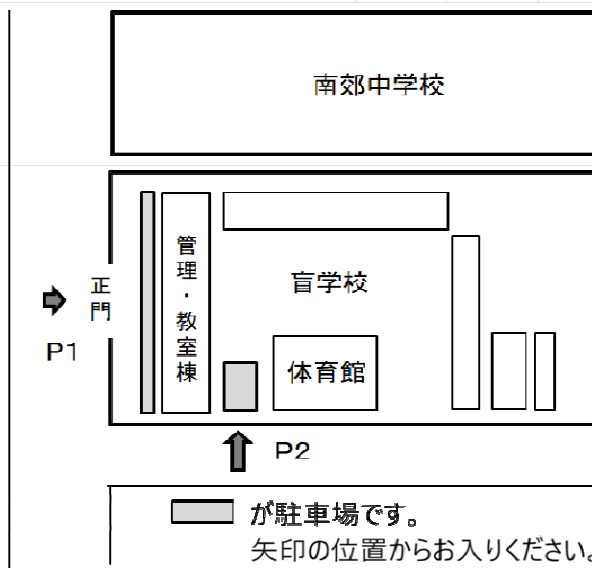 南郊中学校
管理・教室棟
盲学校
正門
P1
体育館
P2
が駐車場です。
矢印の位置からお入りください。